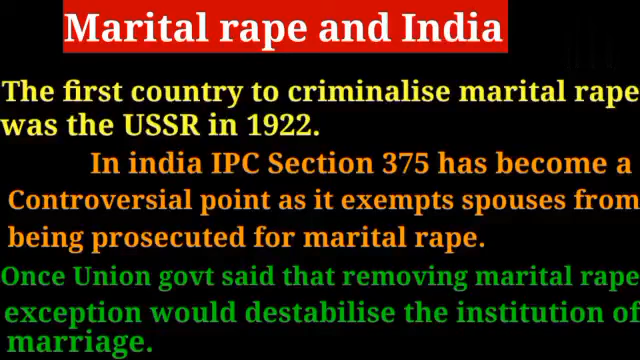 Marital rape and India
The first country to criminalise marital rape
was the USSR in 1922.
In india IPC Section 375 has become a
Controversial point as it exempts spouses from
being prosecuted for marital rape.
Once Union govt said that removing marital rape
exception would destabilise the institution of
marriage.